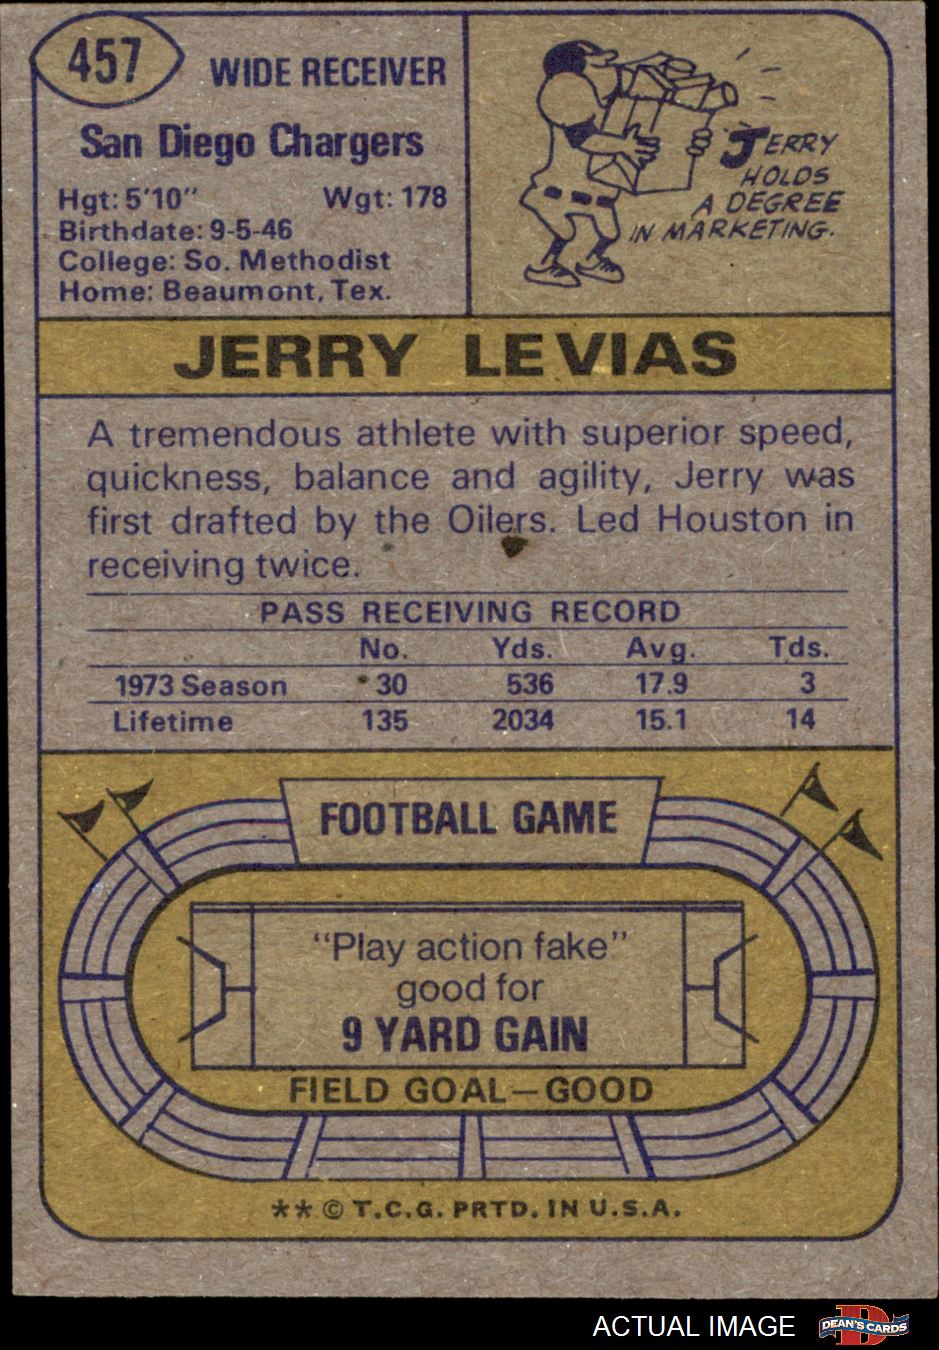 457
WIDE RECEIVER
San Diego Chargers
Hgt: 5'10" Wgt: 178
Birthdate: 9-5-46
College: So. Methodist
Home: Beaumont, Tex.
JERRY
HOLDS
A DEGREE
IN MARKETING.
JERRY LEVIAS
A tremendous athlete with superior speed,
quickness, balance and agility, Jerry was
first drafted by the Oilers. Led Houston in
receiving twice.
PASS RECEIVING RECORD
No. Yds. Avg. Tds.
1973 Season 30 536 17.9 3
Lifetime 135 2034 15.1 14
FOOTBALL GAME
"Play action fake"
good for
9 YARD GAIN
FIELD GOAL—GOOD
**© T.C.G. PRTD. IN U.S.A.
ACTUAL IMAGE
D
DEAN'S CARDS